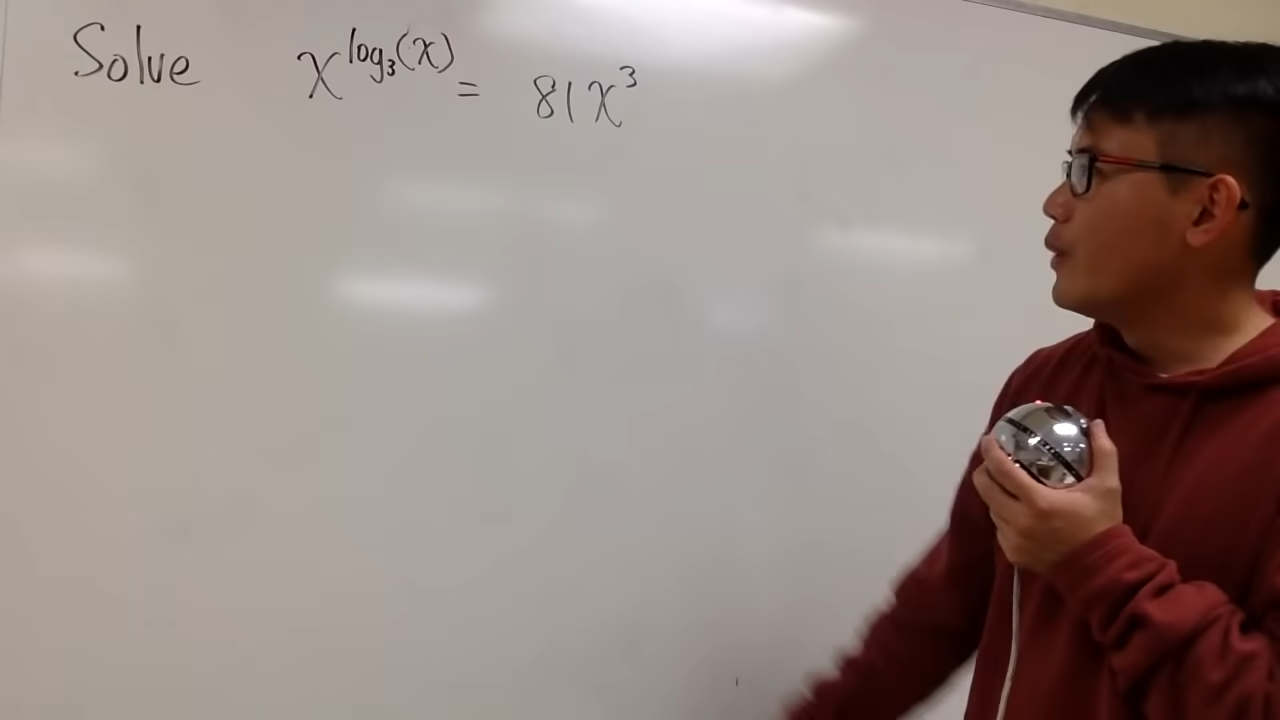 Solve x^log₃(x) = 81x³